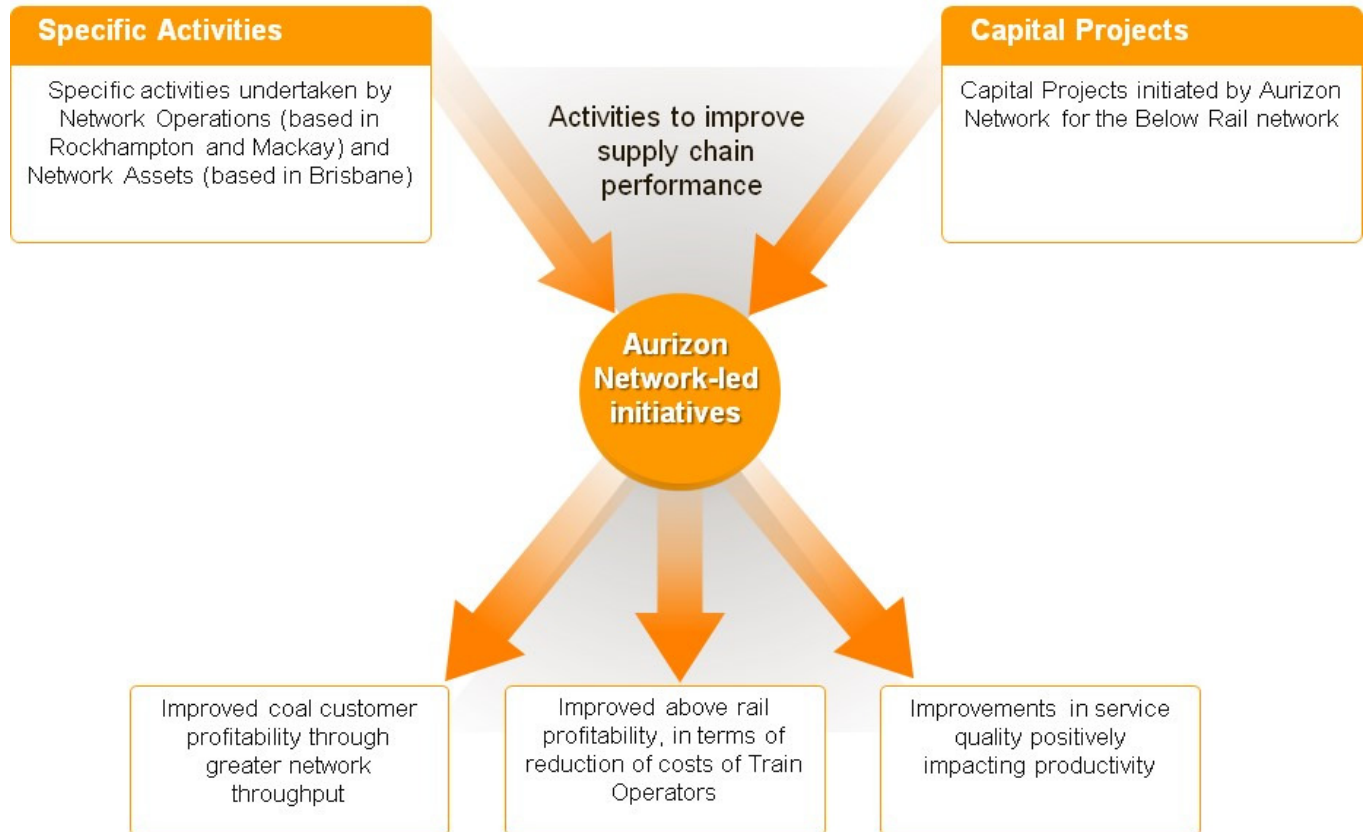 Specific Activities
Specific activities undertaken by
Network Operations (based in
Rockhampton and Mackay) and
Network Assets (based in Brisbane)
Activities to improve
supply chain
performance
Capital Projects
Capital Projects initiated by Aurizon
Network for the Below Rail network
Aurizon
Network-led
initiatives
Improved coal customer
profitability through
greater network
throughput
Improved above rail
profitability, in terms of
reduction of costs of Train
Operators
Improvements in service
quality positively
impacting productivity